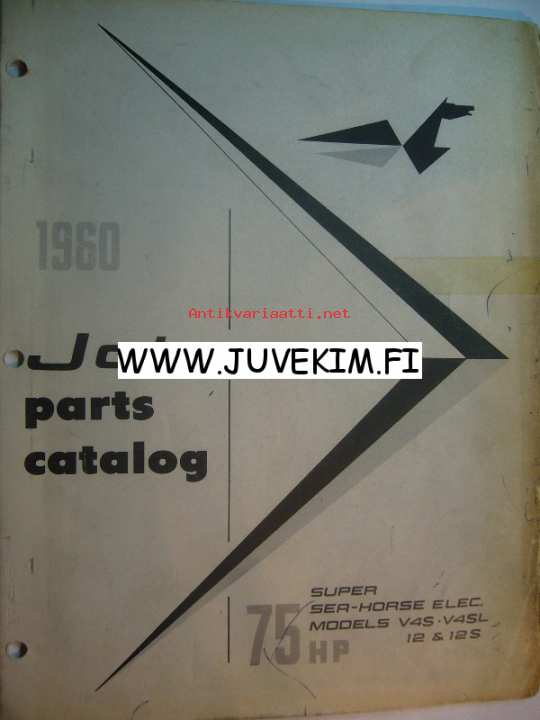 1960
Antikvariaatti.net
WWW.JUVEKIM.FI
parts
catalog
75 HP
SUPER
SEA-HORSE ELEC.
MODELS V4S·V4SL
12 & 12S